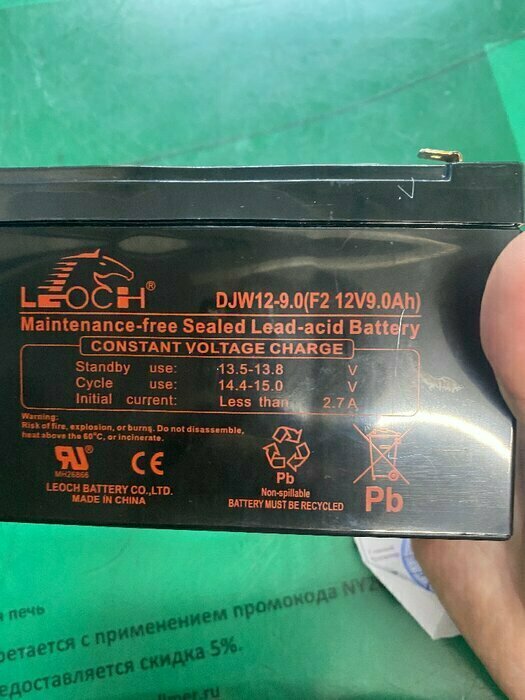 LEOCH®
DJW12-9.0(F2 12V9.0Ah)
Maintenance-free Sealed Lead-acid Battery
CONSTANT VOLTAGE CHARGE
Standby use: 13.5-13.8 V
Cycle use: 14.4-15.0 V
Initial current: Less than 2.7A
Warning:
Risk of fire, explosion, or burns. Do not disassemble,
heat above the 60°C, or incinerate.
MH26866
CE
Pb
Pb
LEOCH BATTERY CO.,LTD.
MADE IN CHINA
Non-spillable
BATTERY MUST BE RECYCLED
печь
с применением промокода
скидка 5%.